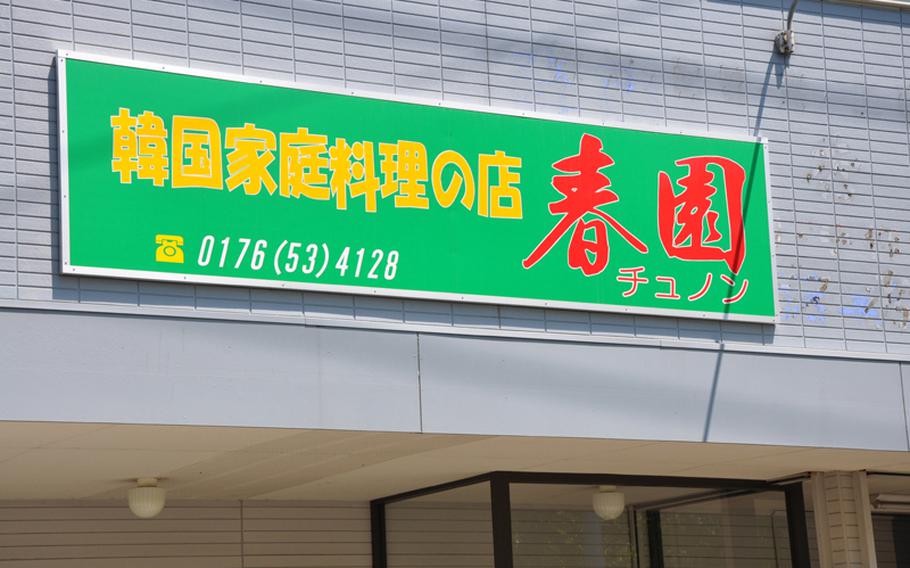 韓国家庭料理の店
春園
チュノン
☎ 0176(53)4128